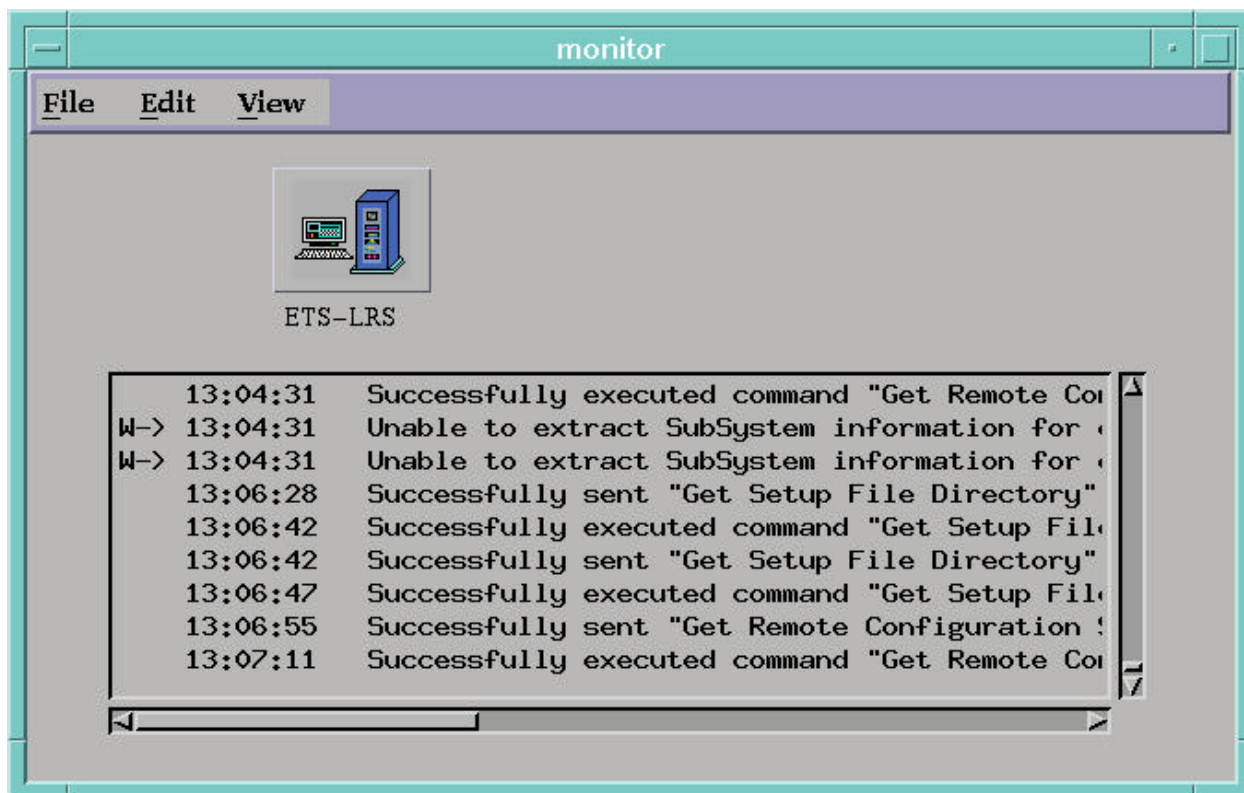 monitor
File Edit View
ETS-LRS
13:04:31 Successfully executed command "Get Remote
W-> 13:04:31 Unable to extract SubSystem information for
W-> 13:04:31 Unable to extract SubSystem information for
13:06:28 Successfully sent "Get Setup File Directory"
13:06:42 Successfully executed command "Get Setup
13:06:42 Successfully sent "Get Setup File Directory"
13:06:47 Successfully executed command "Get Setup
13:06:55 Successfully sent "Get Remote Configuration
13:07:11 Successfully executed command "Get Remote